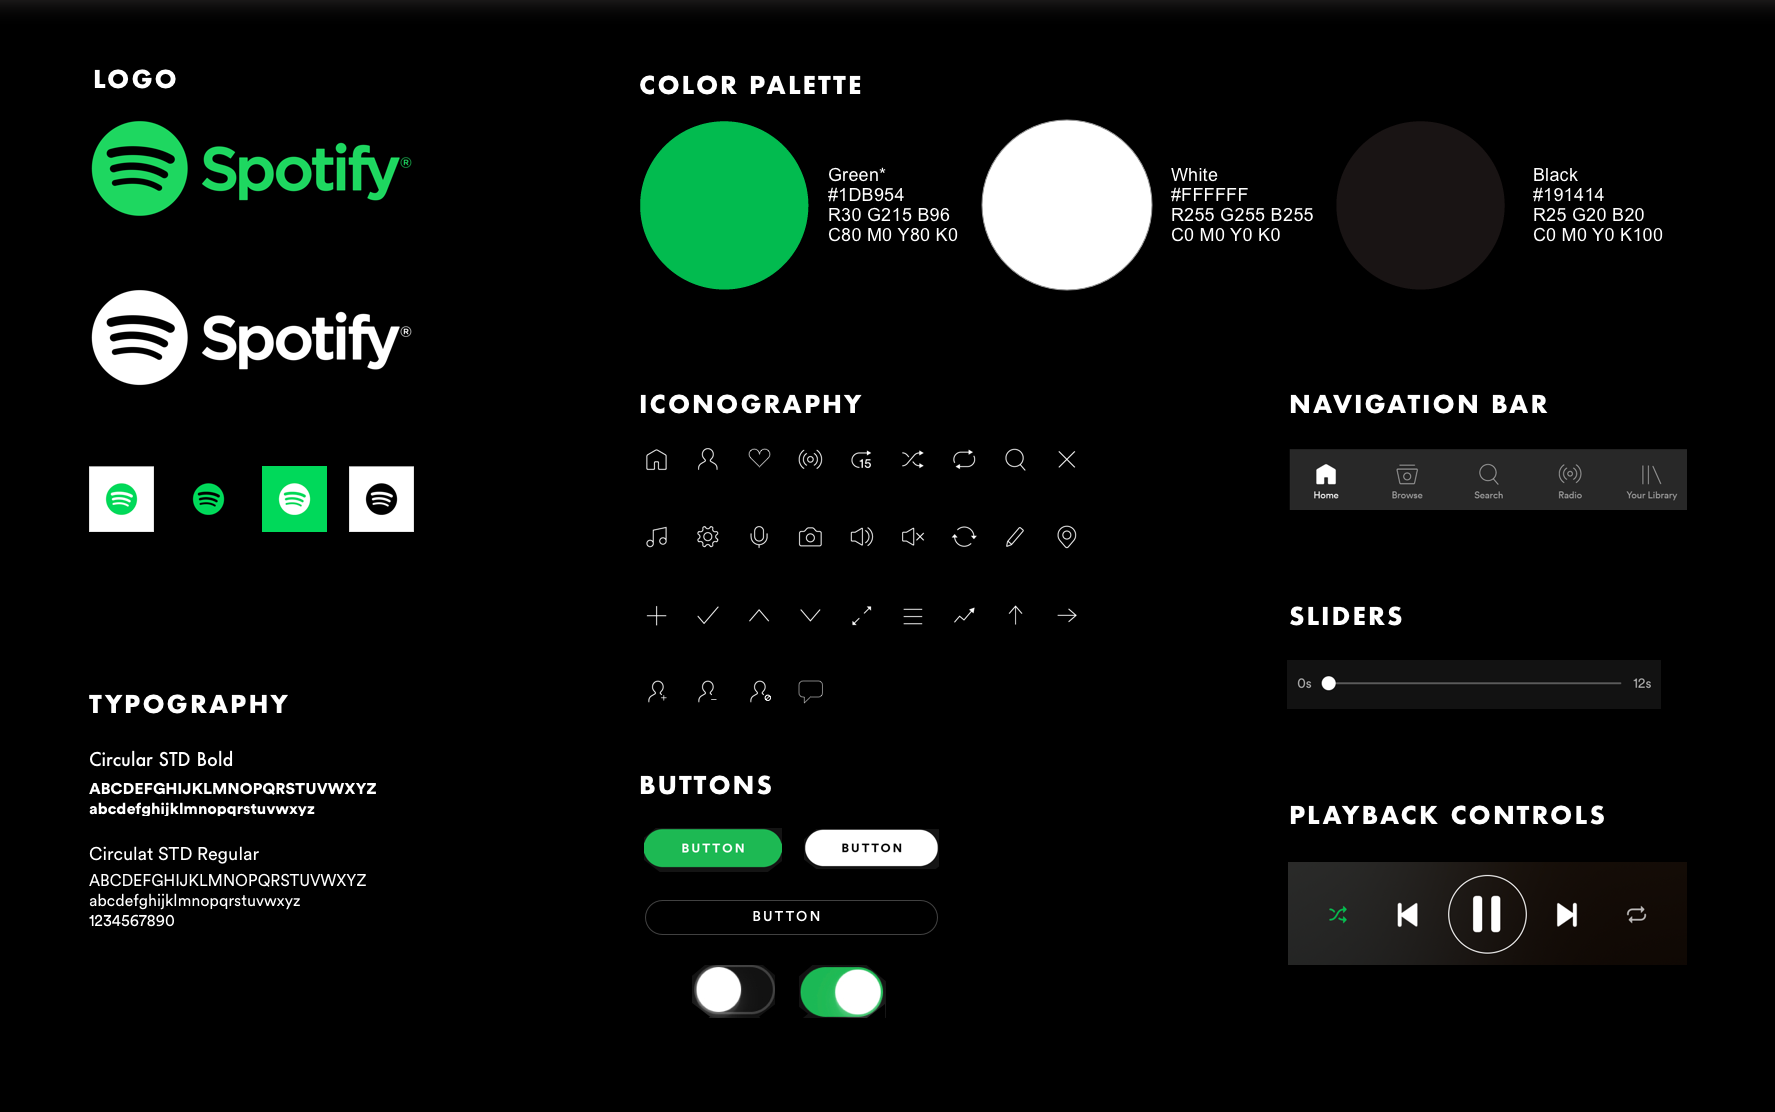 LOGO
Spotify®
Spotify®
TYPOGRAPHY
Circular STD Bold
ABCDEFGHIJKLMNOPQRSTUVWXYZ
abcdefghijklmnopqrstuvwxyz
Circulat STD Regular
ABCDEFGHIJKLMNOPQRSTUVWXYZ
abcdefghijklmnopqrstuvwxyz
1234567890
COLOR PALETTE
Green*
#1DB954
R30 G215 B96
C80 M0 Y80 K0
White
#FFFFFF
R255 G255 B255
C0 M0 Y0 K0
Black
#191414
R25 G20 B20
C0 M0 Y0 K100
ICONOGRAPHY
15
BUTTONS
BUTTON
BUTTON
BUTTON
NAVIGATION BAR
Home
Browse
Search
Radio
Your Library
SLIDERS
0s
12s
PLAYBACK CONTROLS